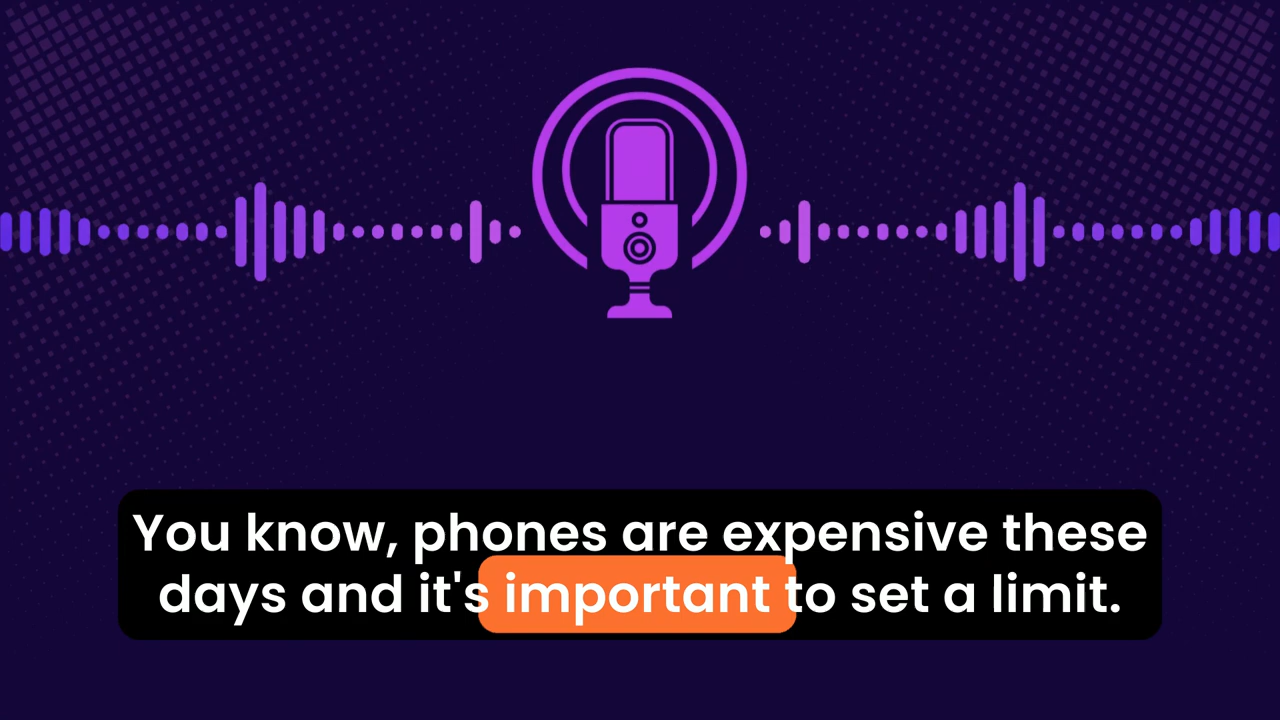 You know, phones are expensive these
days and it's important to set a limit.